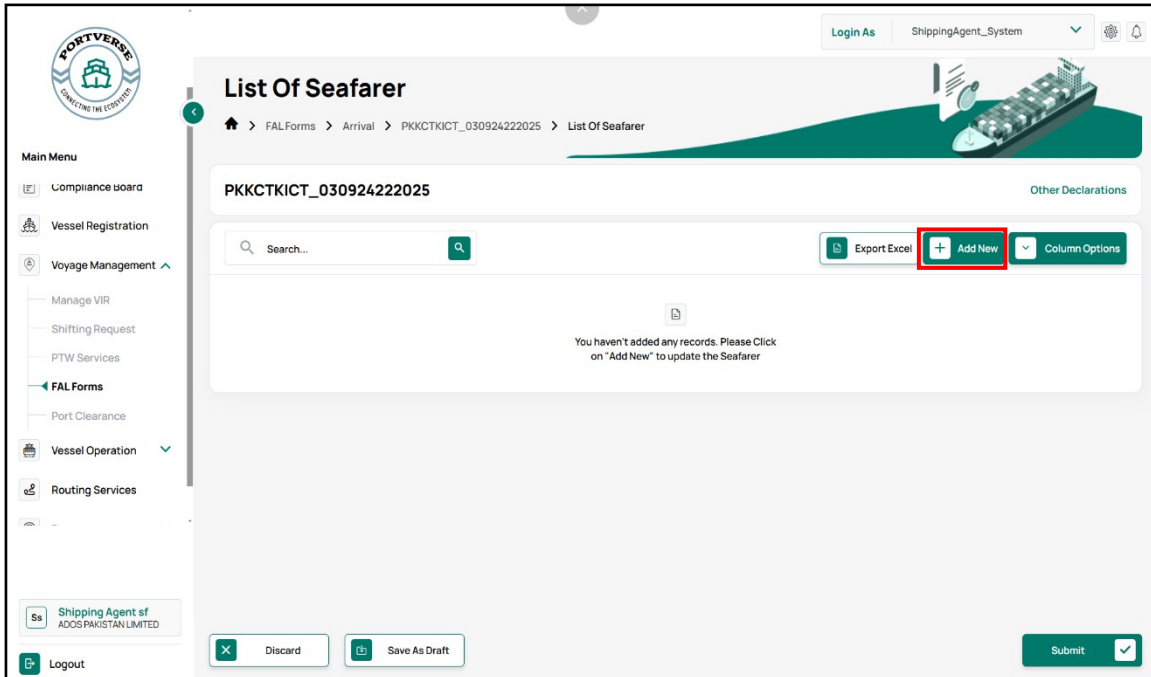 PORTVERSE
CONNECTING THE ECOSYSTEM
Login As
ShippingAgent_System
List Of Seafarer
> FAL Forms > Arrival > PKKCTKICT_030924222025 > List Of Seafarer
Main Menu
Compliance Board
Vessel Registration
Voyage Management
Manage VIR
Shifting Request
PTW Services
FAL Forms
Port Clearance
Vessel Operation
Routing Services
Ss
Shipping Agent sf
ADOS PAKISTAN LIMITED
Logout
PKKCTKICT_030924222025
Other Declarations
Search...
Export Excel
Add New
Column Options
You haven't added any records. Please Click
on "Add New" to update the Seafarer
Discard
Save As Draft
Submit